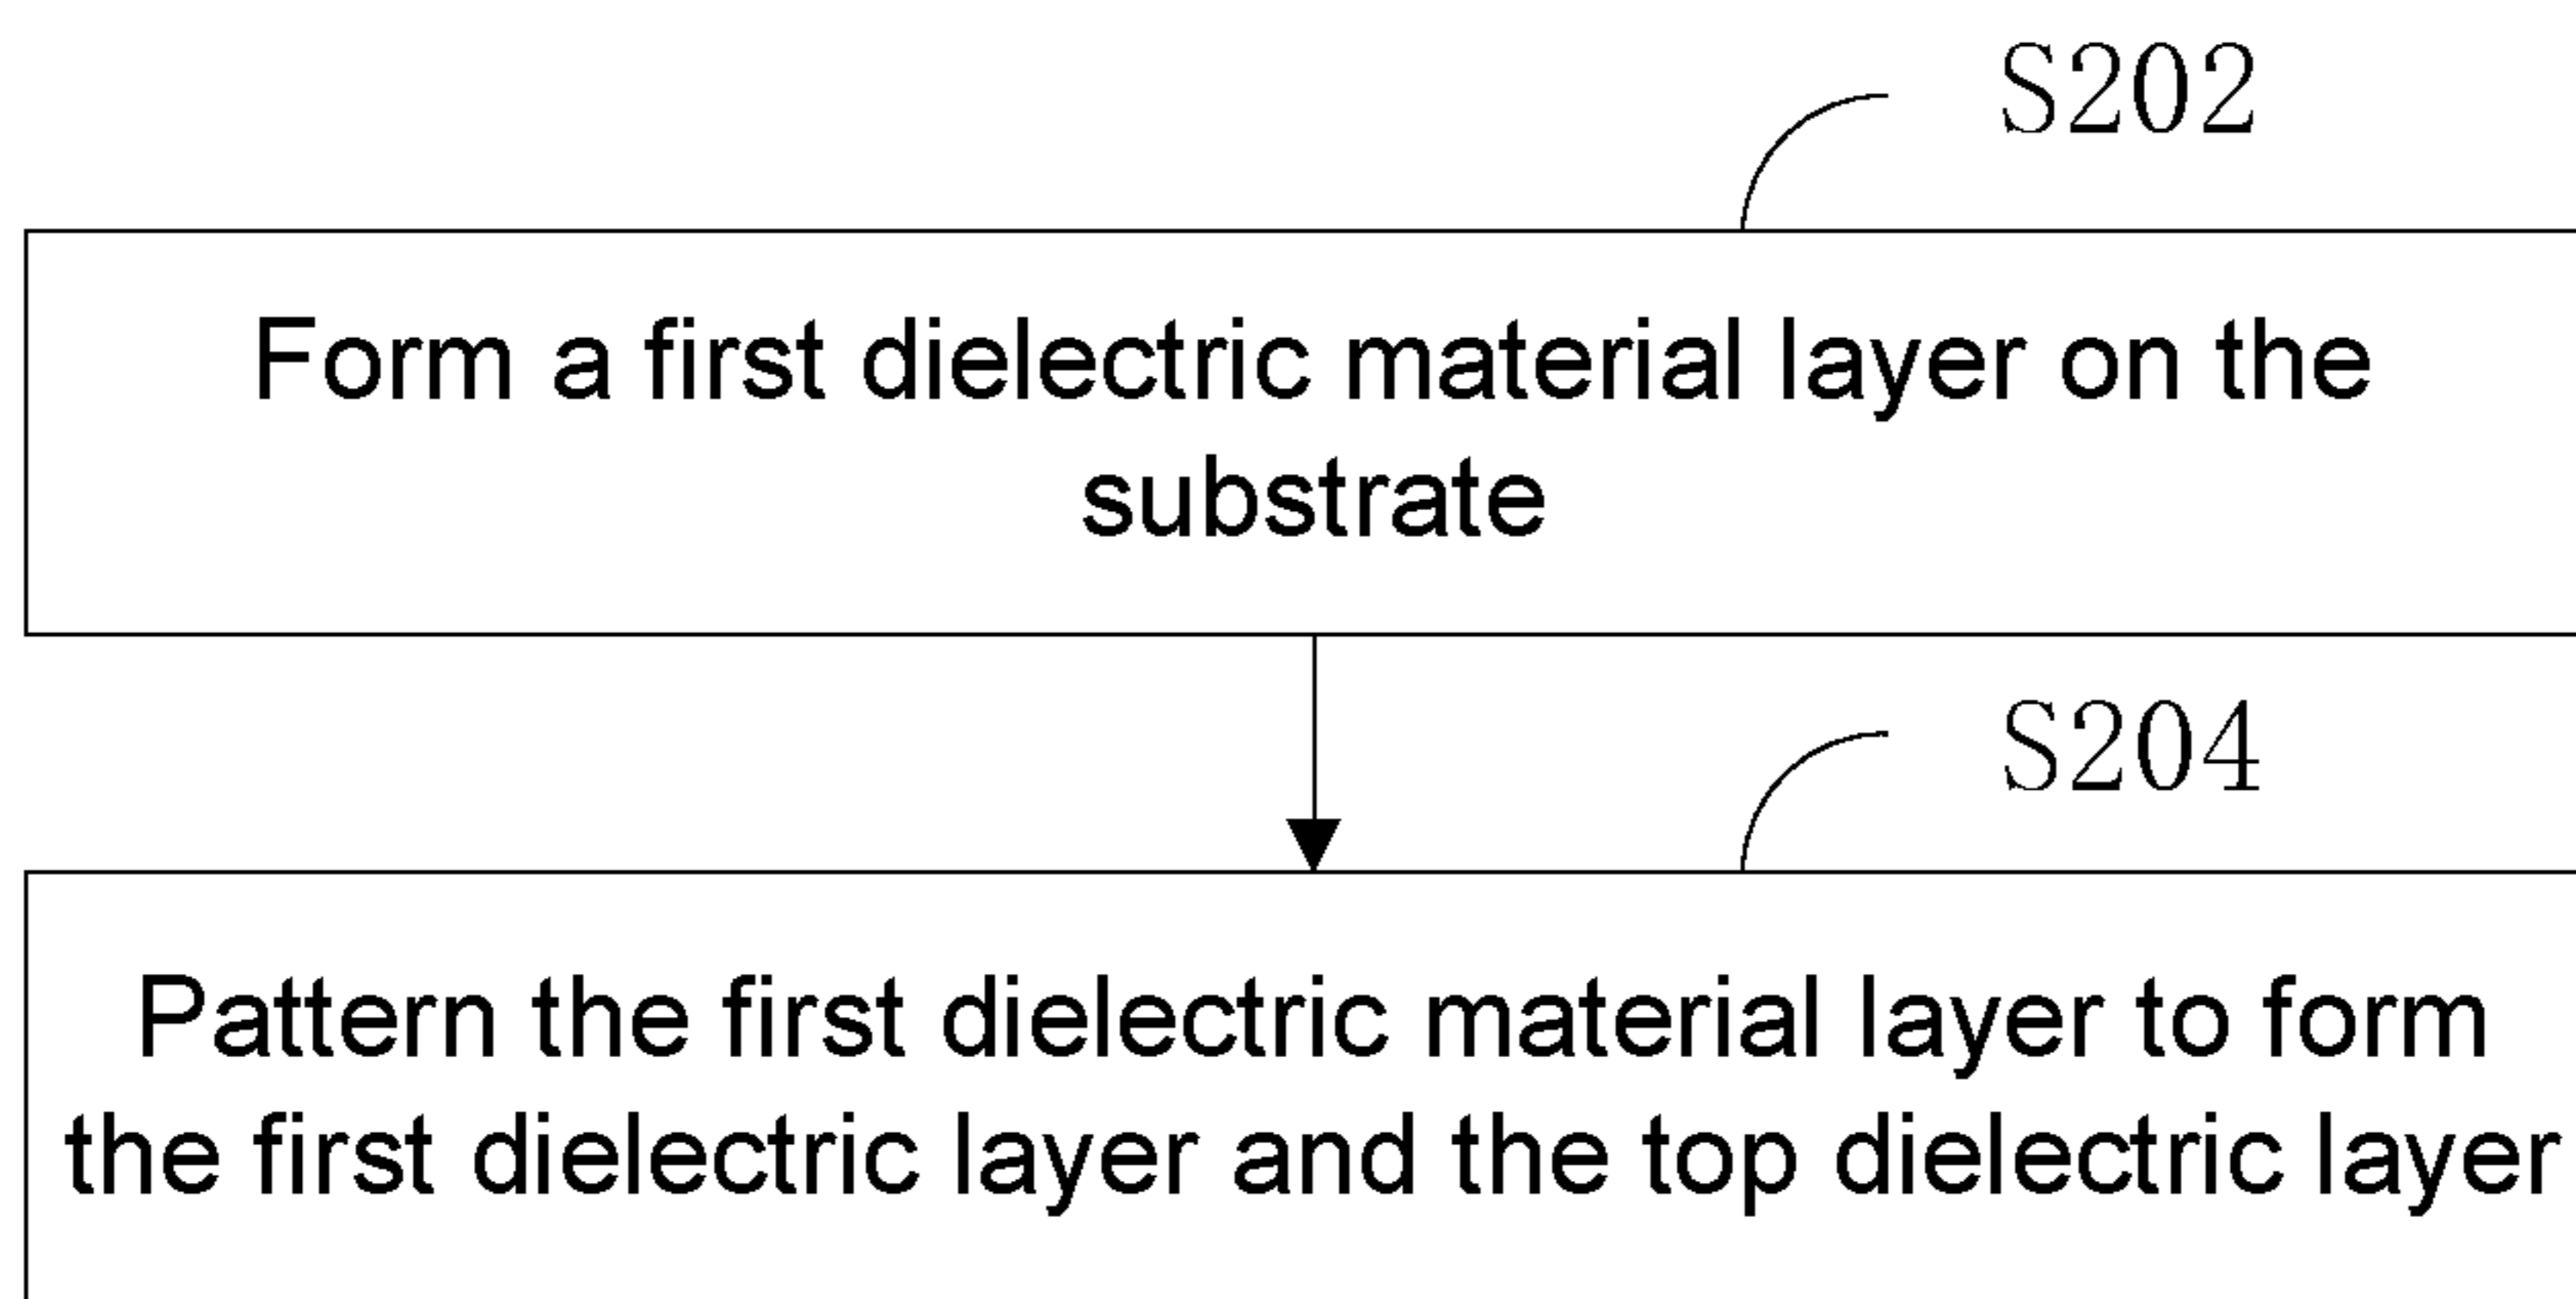 S202
Form a first dielectric material layer on the
substrate
S204
Pattern the first dielectric material layer to form
the first dielectric layer and the top dielectric layer